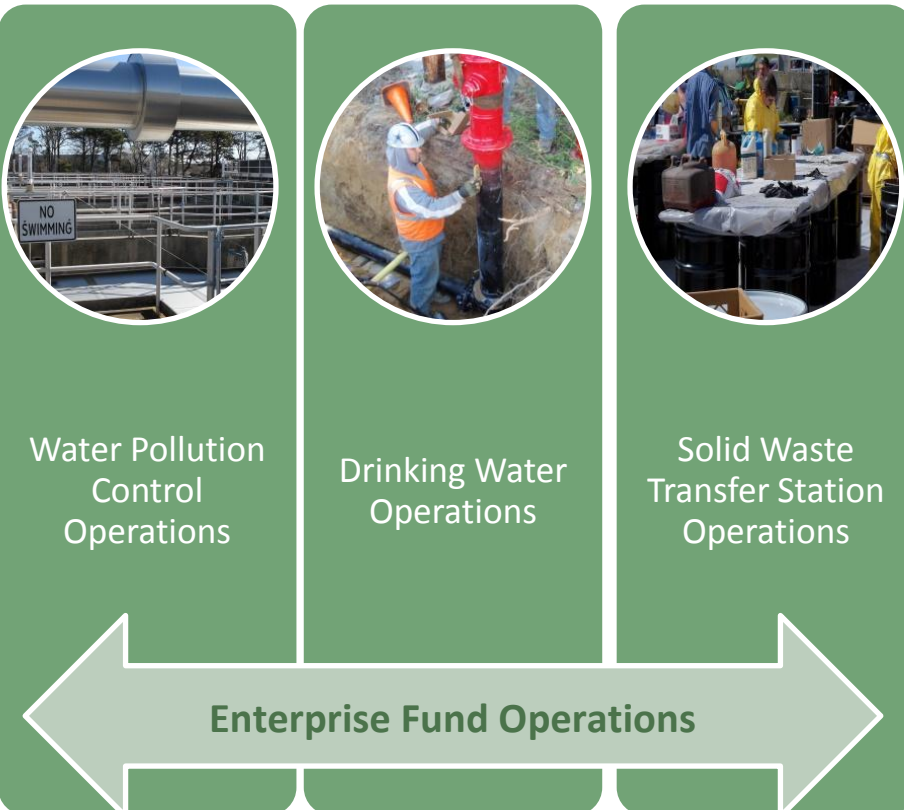 NO
SWIMMING
Water Pollution
Control
Operations
Drinking Water
Operations
Solid Waste
Transfer Station
Operations
Enterprise Fund Operations